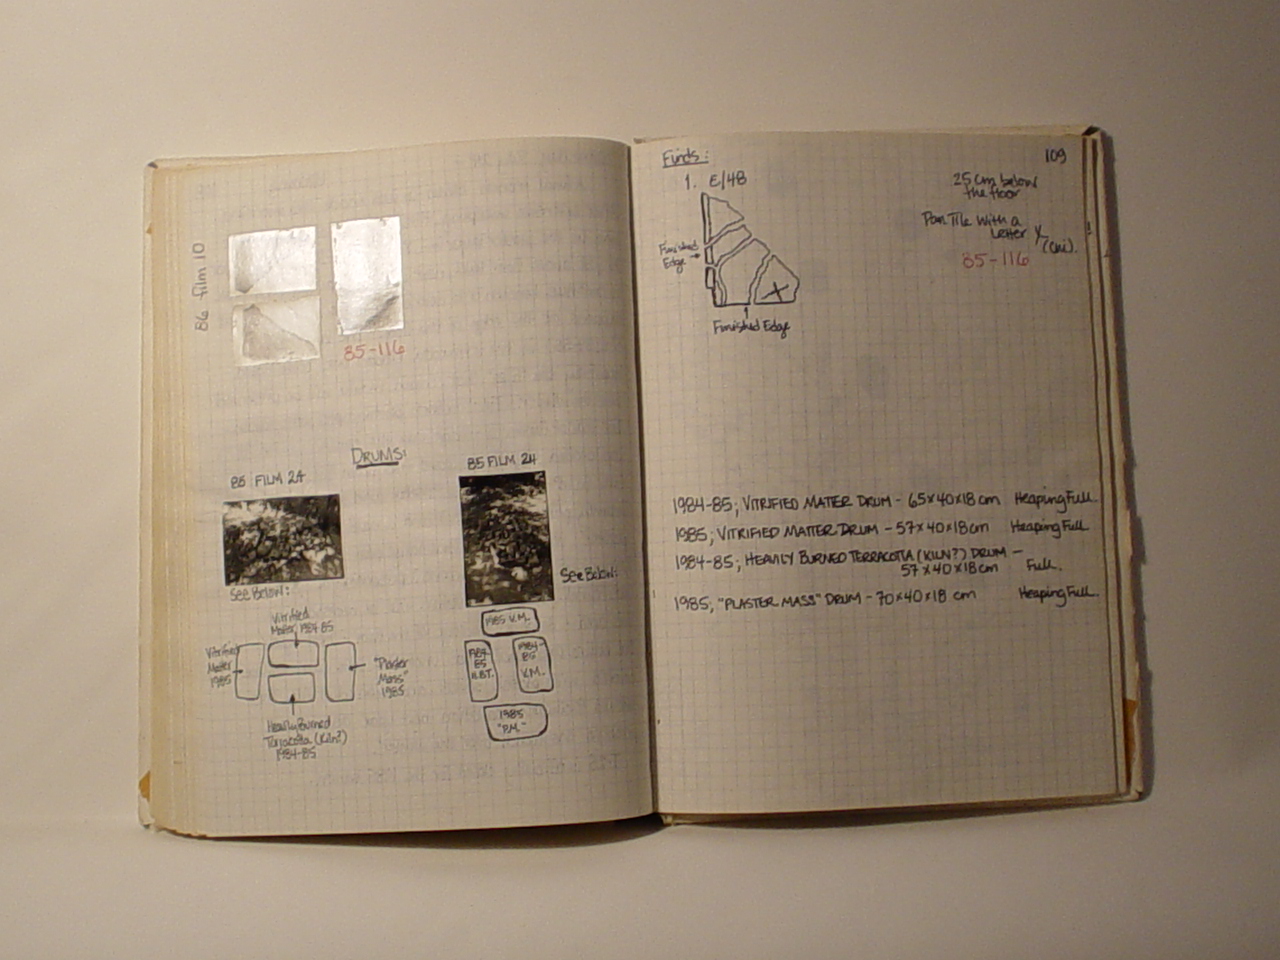 86 film 10
85-116
DRUMS:
85 FILM 24
See Below:
Vitrified
Matter, 1984-85
Vitrified
Matter
1985
"Plaster
Mass"
1985
Heavily Burned
Terracotta (Kiln?)
1984-85
85 FILM 24
See Below:
1985 V.M.
1984-
85
H.B.T.
1984-
85
V.M.
1985
"P.M."
109
Finds:
1. E/48
25 cm below
the floor
Pan Tile with a
Letter χ
(chi).
85-116
Finished
Edge
Finished Edge
1984-85; VITRIFIED MATTER DRUM - 65x40x18 cm Heaping Full.
1985; VITRIFIED MATTER DRUM - 57x40x18 cm Heaping Full
1984-85; HEAVILY BURNED TERRACOTTA (KILN?) DRUM -
57x40x18 cm Full.
1985; "PLASTER MASS" DRUM - 70x40x18 cm Heaping Full.